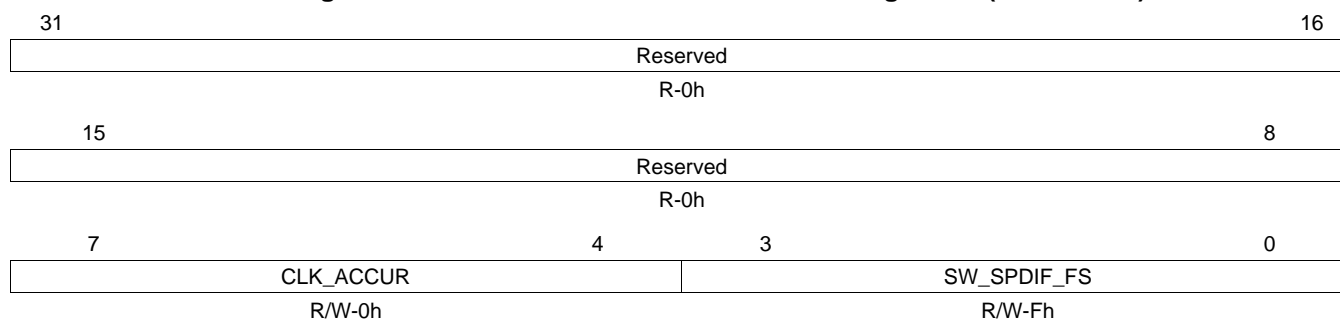 31 16
Reserved
R-0h
15 8
Reserved
R-0h
7 4 3 0
CLK_ACCUR SW_SPDIF_FS
R/W-0h R/W-Fh